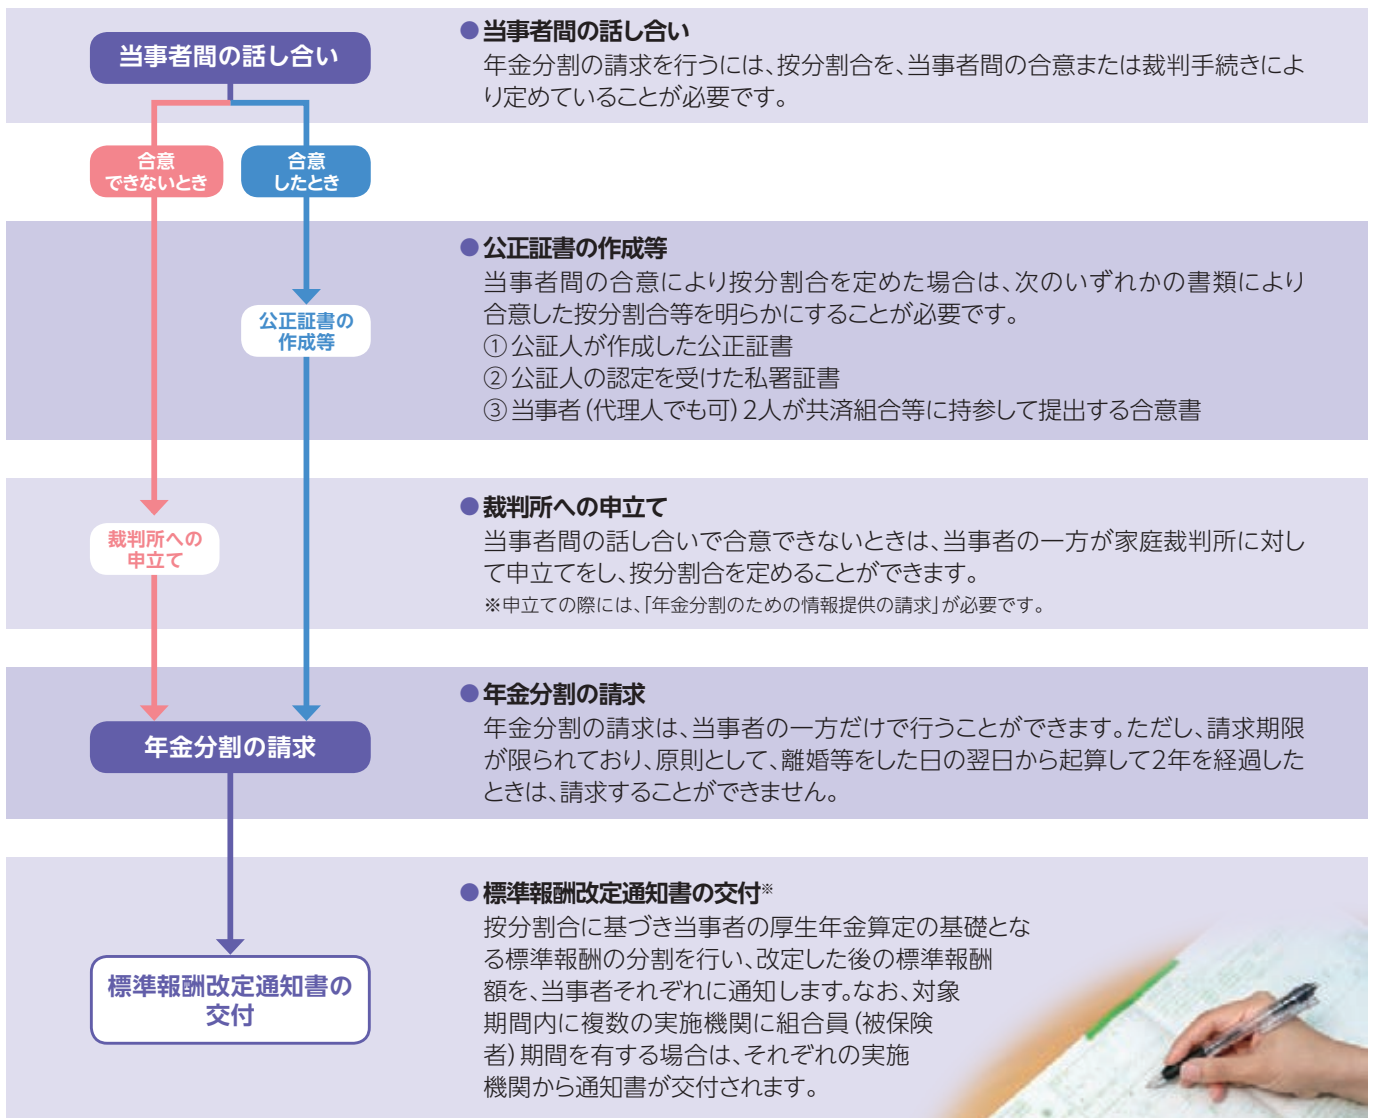 当事者間の話し合い
合意
できないとき
合意
したとき
公正証書の
作成等
裁判所への
申立て
年金分割の請求
標準報酬改定通知書の
交付
●当事者間の話し合い
年金分割の請求を行うには、按分割合を、当事者間の合意または裁判手続きによ
り定めていることが必要です。
●公正証書の作成等
当事者間の合意により按分割合を定めた場合は、次のいずれかの書類により
合意した按分割合等を明らかにすることが必要です。
①公証人が作成した公正証書
②公証人の認定を受けた私署証書
③当事者（代理人でも可）2人が共済組合等に持参して提出する合意書
●裁判所への申立て
当事者間の話し合いで合意できないときは、当事者の一方が家庭裁判所に対し
て申立てをし、按分割合を定めることができます。
※申立ての際には、「年金分割のための情報提供の請求」が必要です。
●年金分割の請求
年金分割の請求は、当事者の一方だけで行うことができます。ただし、請求期限
が限られており、原則として、離婚等をした日の翌日から起算して2年を経過した
ときは、請求することができません。
●標準報酬改定通知書の交付※
按分割合に基づき当事者の厚生年金算定の基礎とな
る標準報酬の分割を行い、改定した後の標準報酬
額を、当事者それぞれに通知します。なお、対象
期間内に複数の実施機関に組合員（被保険
者）期間を有する場合は、それぞれの実施
機関から通知書が交付されます。